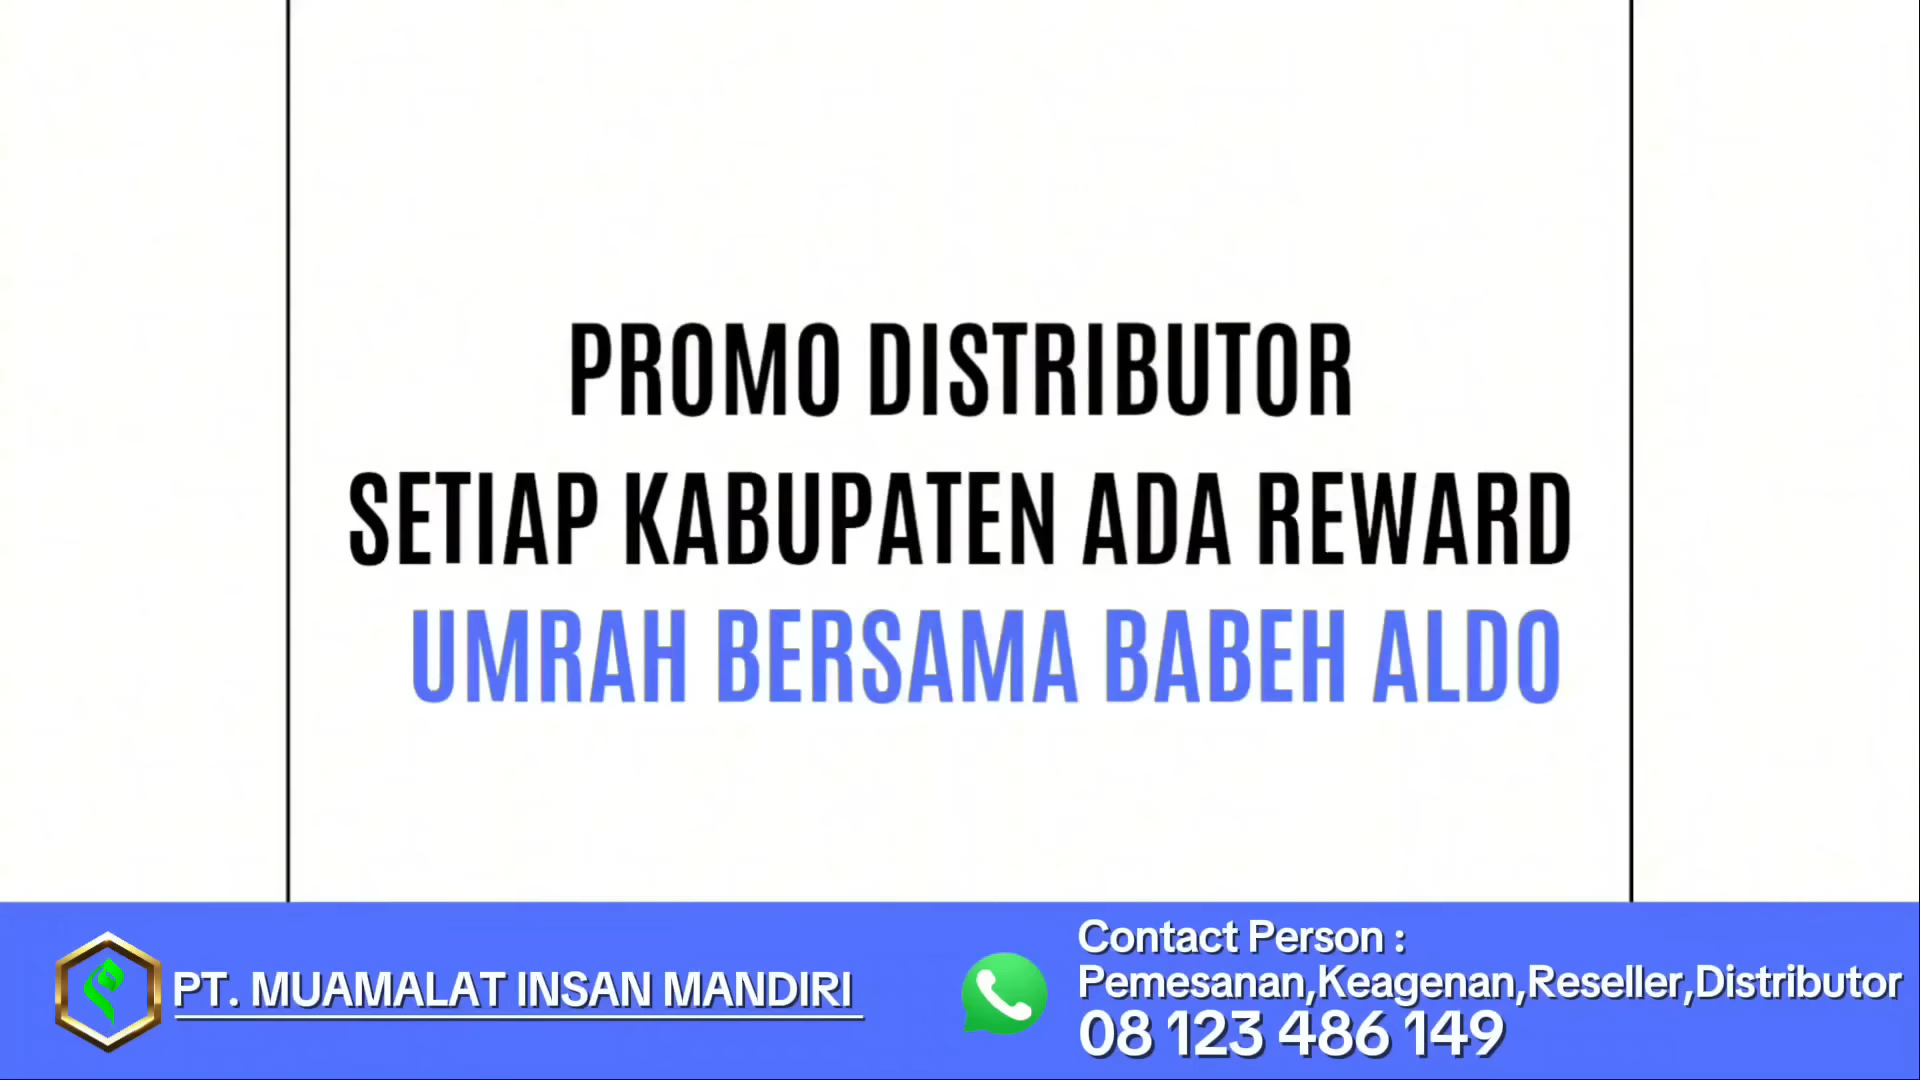 PROMO DISTRIBUTOR
SETIAP KABUPATEN ADA REWARD
UMRAH BERSAMA BABEH ALDO
PT. MUAMALAT INSAN MANDIRI
Contact Person :
Pemesanan,Keagenan,Reseller,Distributor
08 123 486 149